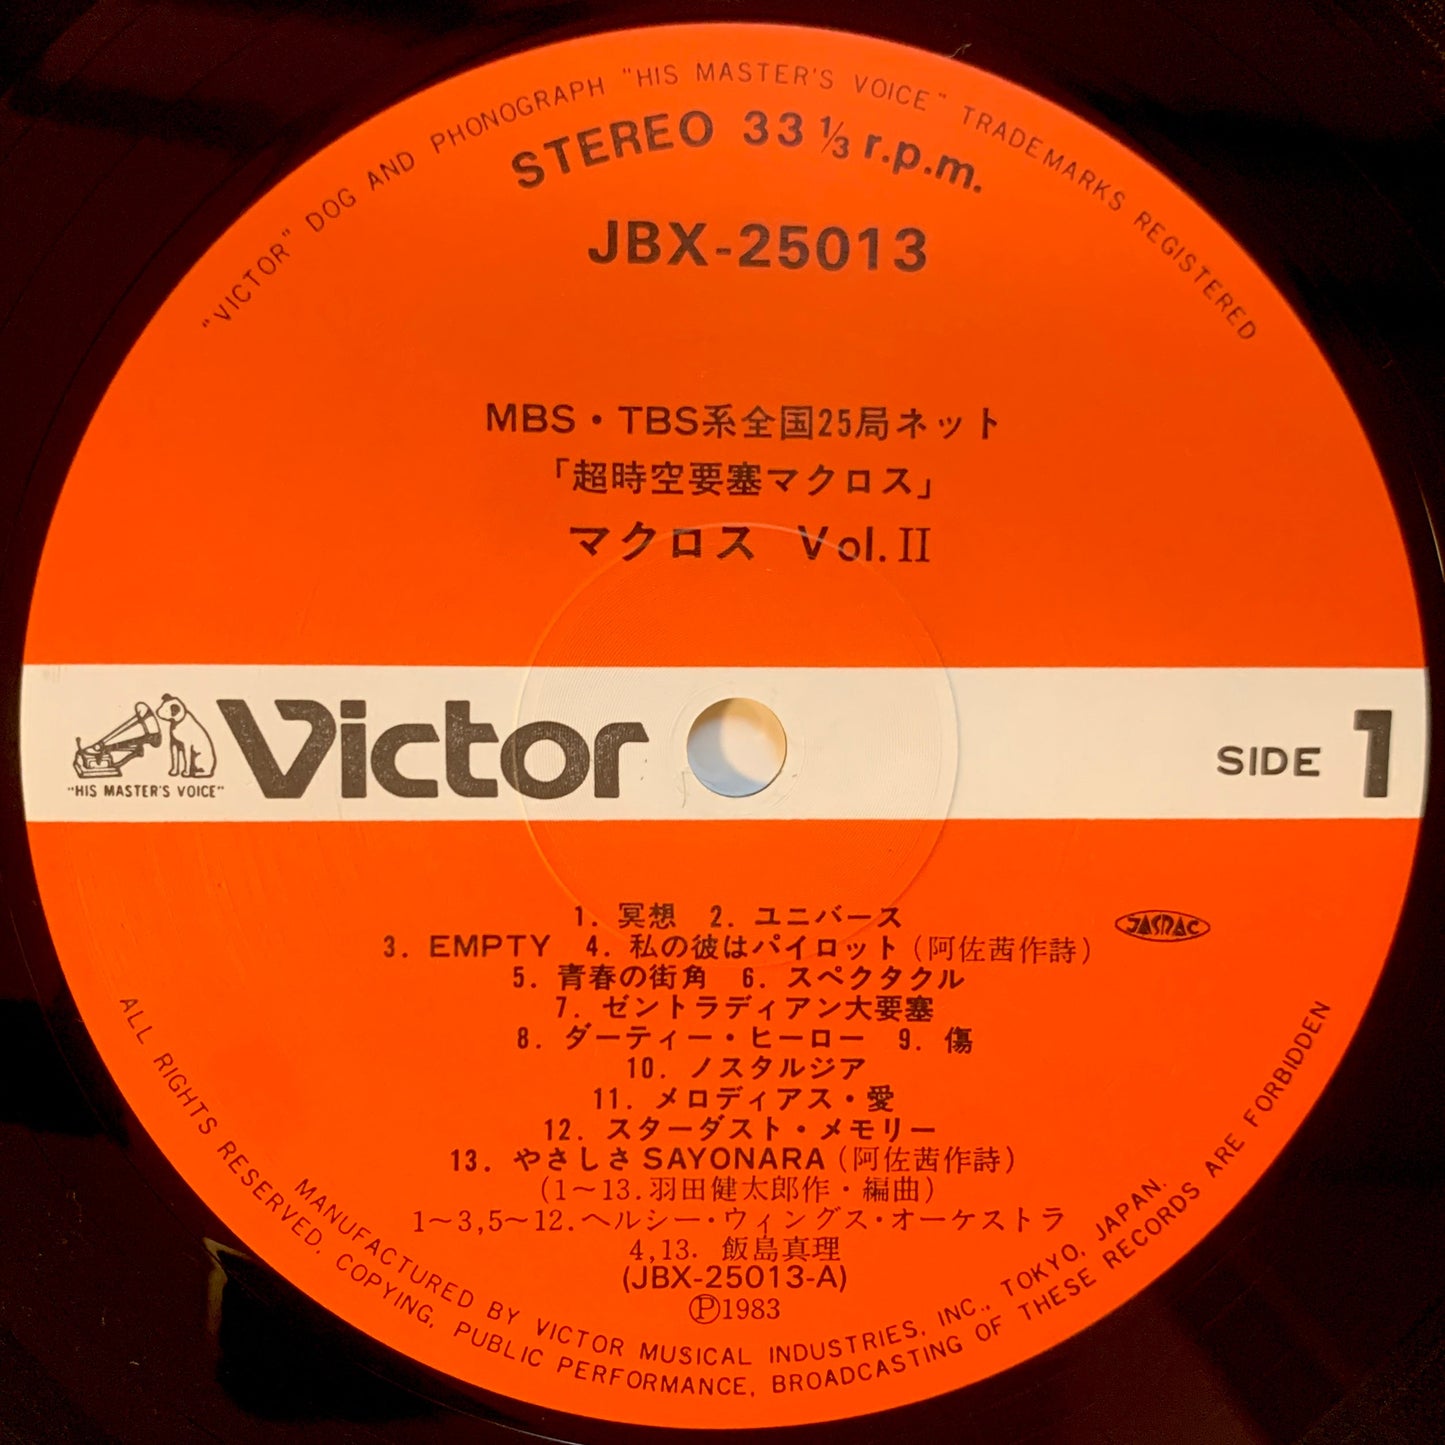 "VICTOR" DOG AND PHONOGRAPH "HIS MASTER'S VOICE" TRADEMARKS REGISTERED
STEREO 33 1/3 r.p.m.
JBX-25013
MBS・TBS系全国25局ネット
「超時空要塞マクロス」
マクロス Vol.II
Victor
"HIS MASTER'S VOICE"
SIDE 1
1. 冥想 2. ユニバース
JASRAC
3. EMPTY 4. 私の彼はパイロット(阿佐茜作詩)
5. 青春の街角 6. スペクタクル
7. ゼントラディアン大要塞
8. ダーティー・ヒーロー 9. 傷
10. ノスタルジア
11. メロディアス・愛
12. スターダスト・メモリー
13. やさしさSAYONARA(阿佐茜作詩)
(1~13.羽田健太郎作・編曲)
1~3,5~12.ヘルシー・ウィングス・オーケストラ
4,13. 飯島真理
(JBX-25013-A)
Ⓟ1983
MANUFACTURED BY VICTOR MUSICAL INDUSTRIES, INC., TOKYO, JAPAN.
ALL RIGHTS RESERVED, COPYING, PUBLIC PERFORMANCE, BROADCASTING OF THESE RECORDS ARE FORBIDDEN